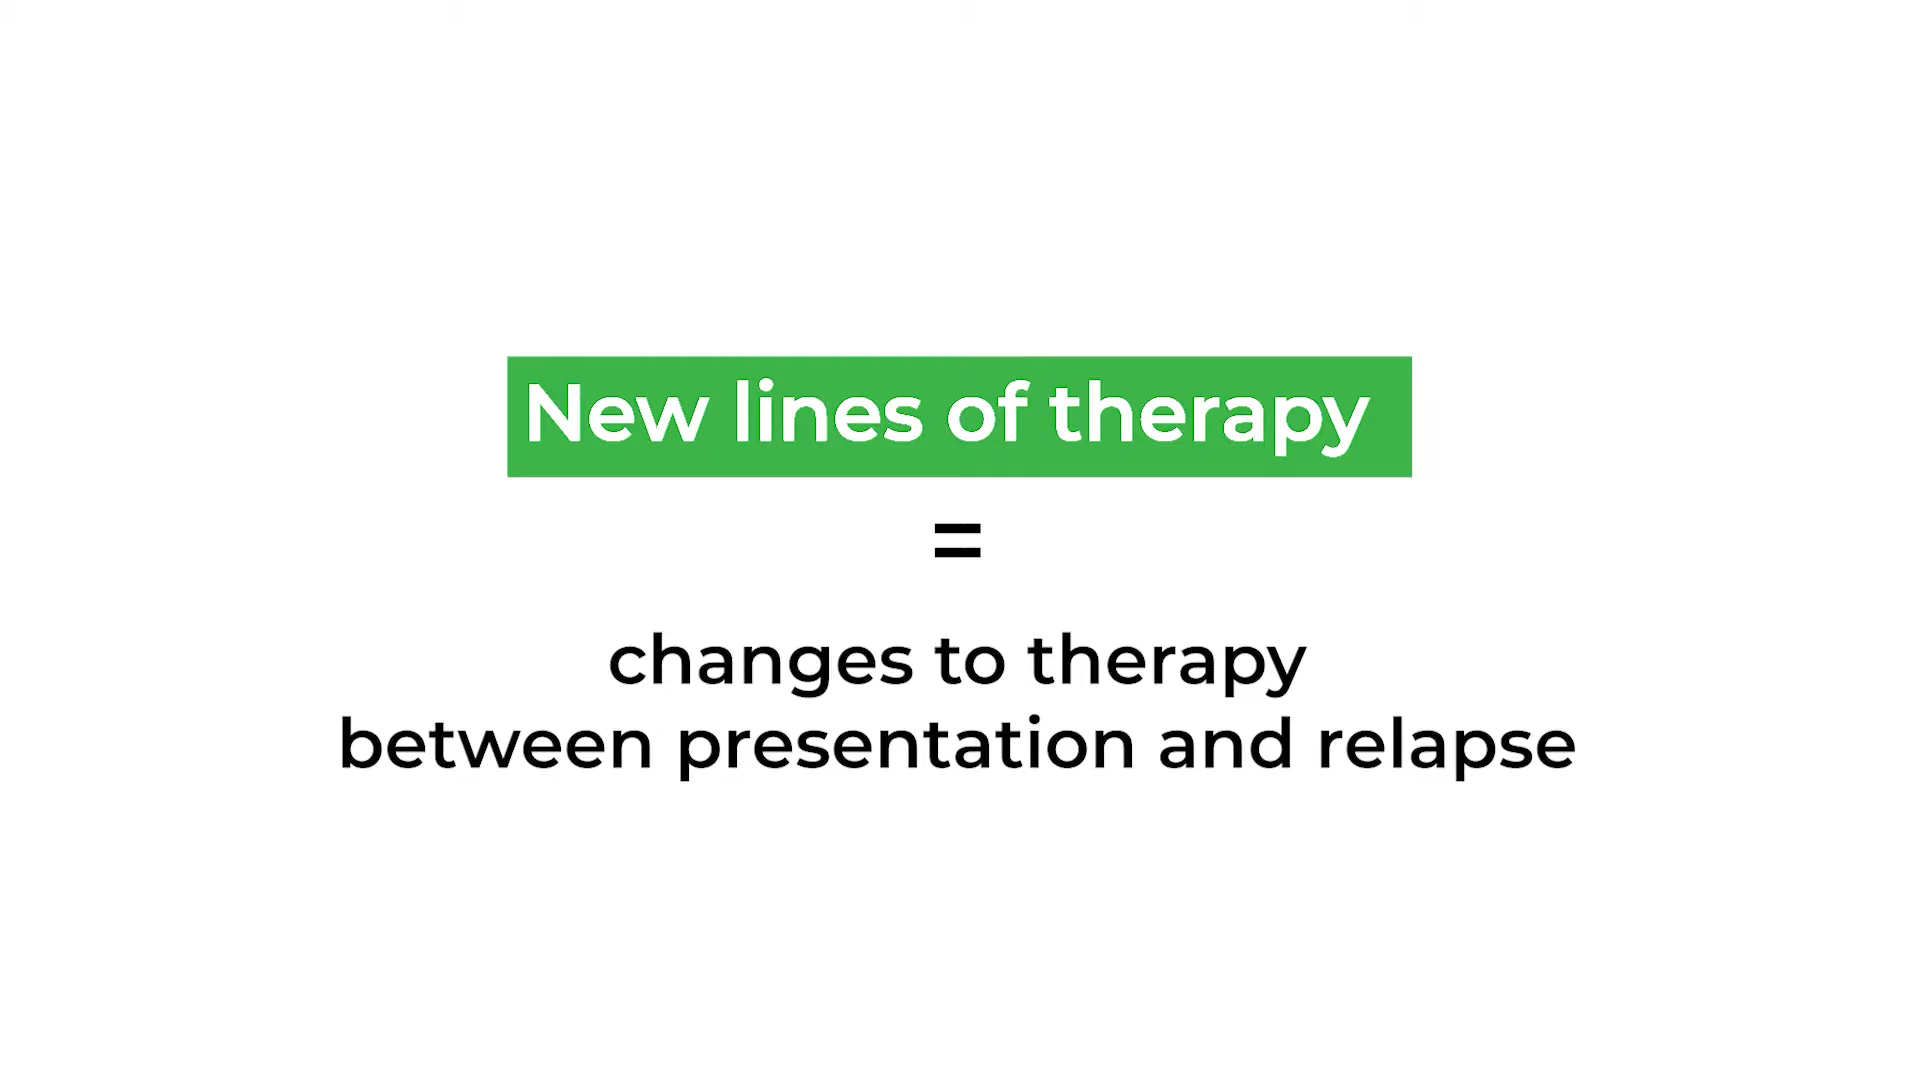 New lines of therapy
=
changes to therapy
between presentation and relapse